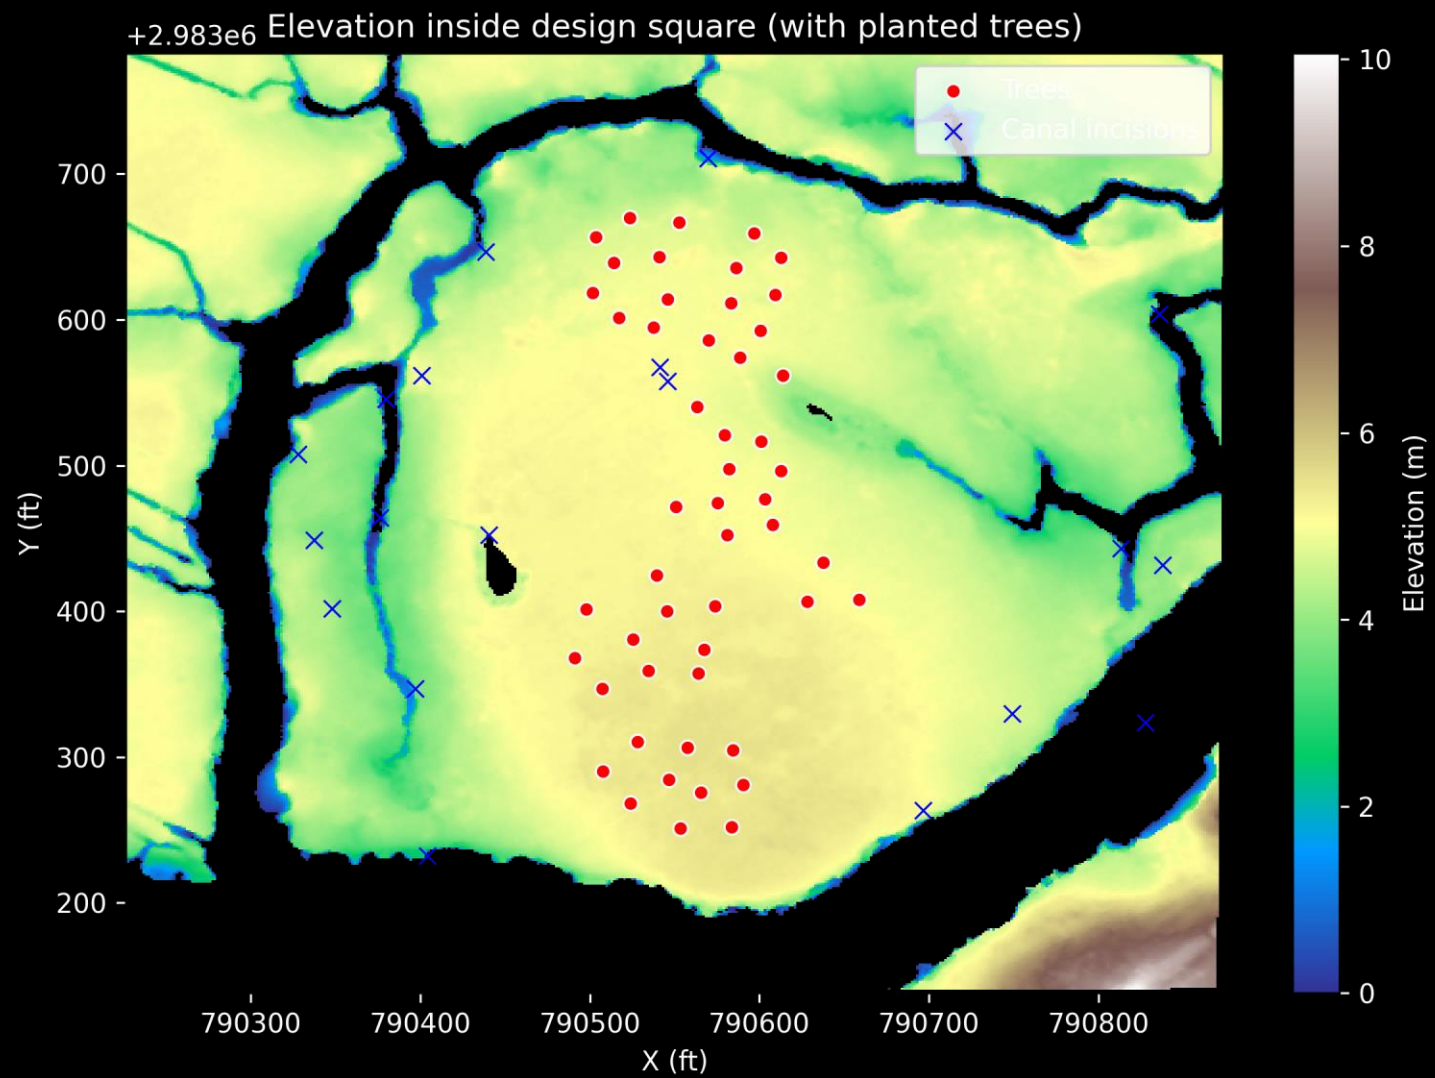 +2.983e6 Elevation inside design square (with planted trees)
Trees
Canal incisions
700
600
500
400
300
200
Y (ft)
790300 790400 790500 790600 790700 790800
X (ft)
10
8
6
4
2
0
Elevation (m)